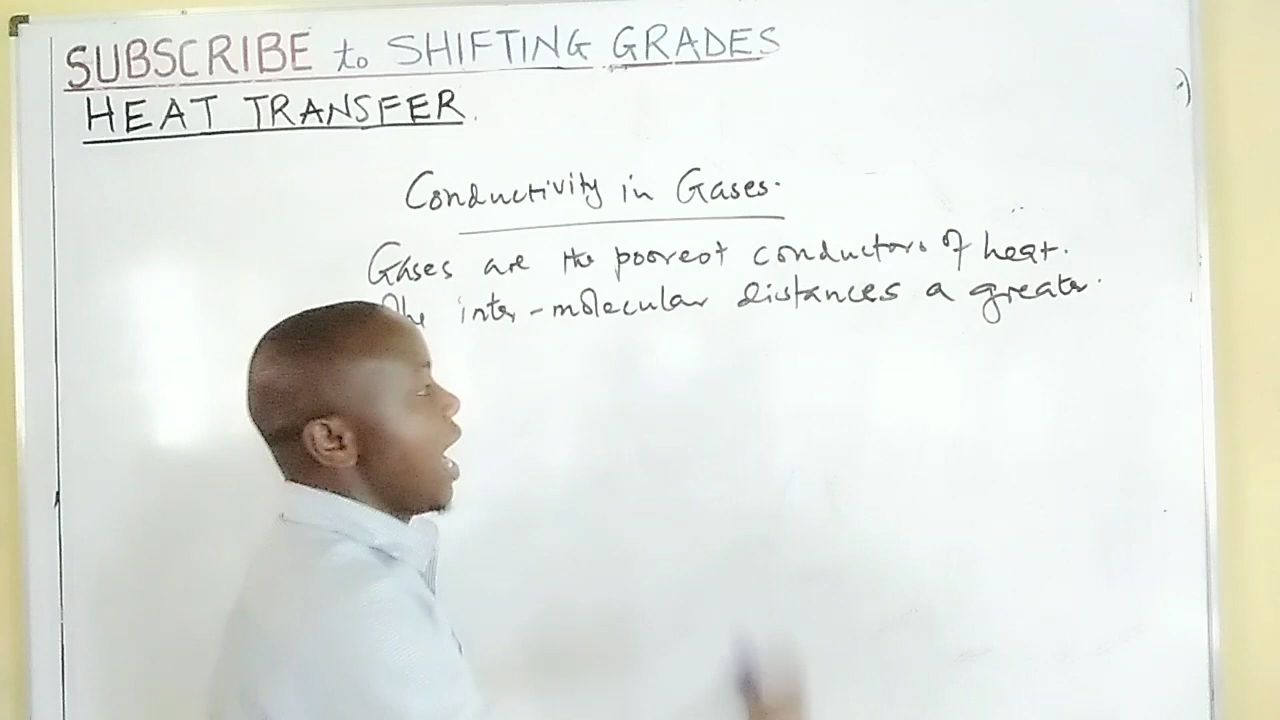 SUBSCRIBE to SHIFTING GRADES
HEAT TRANSFER.
Conductivity in Gases.
Gases are the poorest conductors of heat.
The inter-molecular distances a greater.